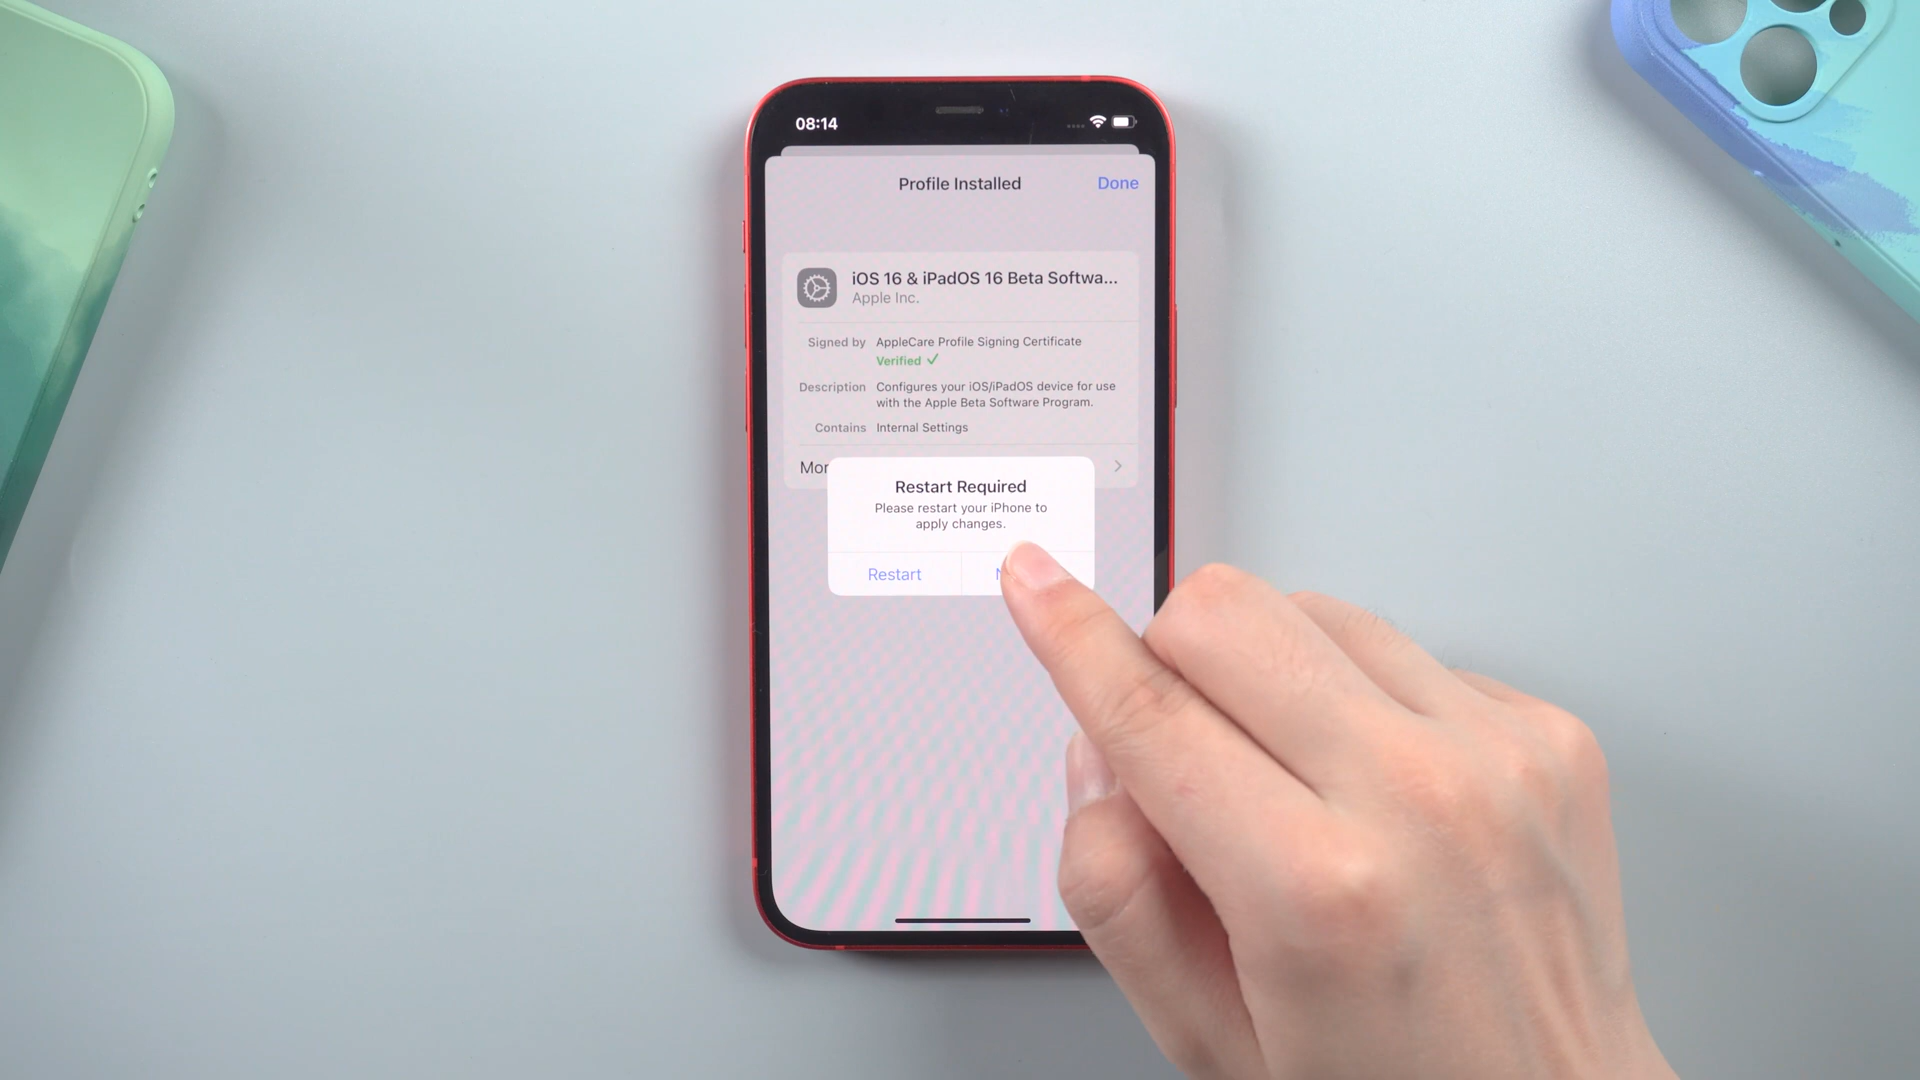 08:14
Profile Installed
Done
iOS 16 & iPadOS 16 Beta Softwa...
Apple Inc.
Signed by AppleCare Profile Signing Certificate
Verified ✓
Description Configures your iOS/iPadOS device for use
with the Apple Beta Software Program.
Contains Internal Settings
Restart Required
Please restart your iPhone to
apply changes.
Restart